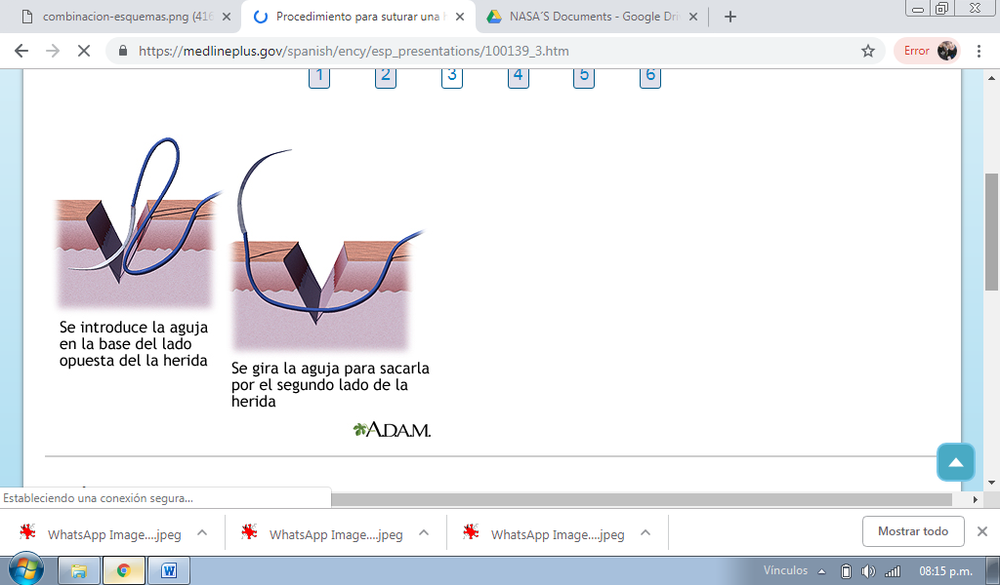 combinacion-esquemas.png (416
Procedimiento para suturar una h
NASA´S Documents - Google Dri
https://medlineplus.gov/spanish/ency/esp_presentations/100139_3.htm
Error
1 2 3 4 5 6
Se introduce la aguja
en la base del lado
opuesta del la herida
Se gira la aguja para sacarla
por el segundo lado de la
herida
A.D.A.M.
Estableciendo una conexión segura...
WhatsApp Image....jpeg
WhatsApp Image....jpeg
WhatsApp Image....jpeg
Mostrar todo
Vínculos
08:15 p.m.